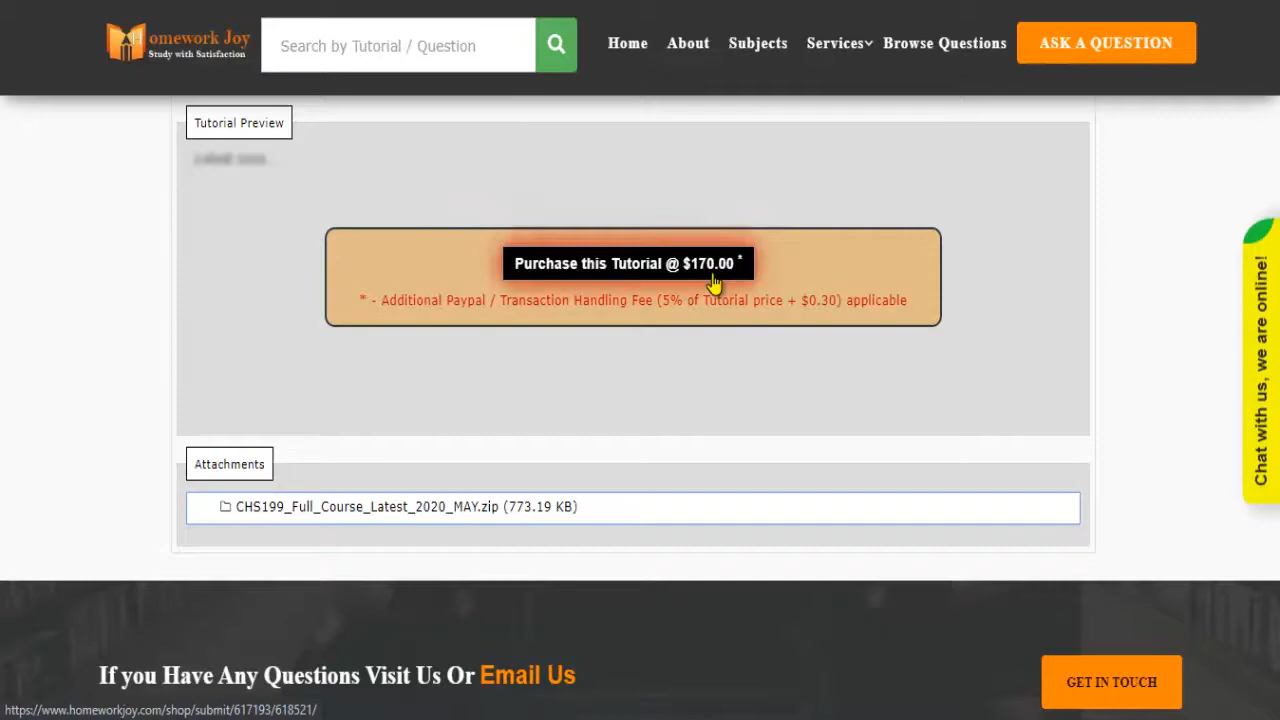 omework Joy
Study with Satisfaction
Search by Tutorial / Question
Home About Subjects Services Browse Questions
ASK A QUESTION
Tutorial Preview
Purchase this Tutorial @ $170.00 *
* - Additional Paypal / Transaction Handling Fee (5% of Tutorial price + $0.30) applicable
Chat with us, we are online!
Attachments
CHS199_Full_Course_Latest_2020_MAY.zip (773.19 KB)
If you Have Any Questions Visit Us Or Email Us
GET IN TOUCH
https://www.homeworkjoy.com/shop/submit/617193/618521/